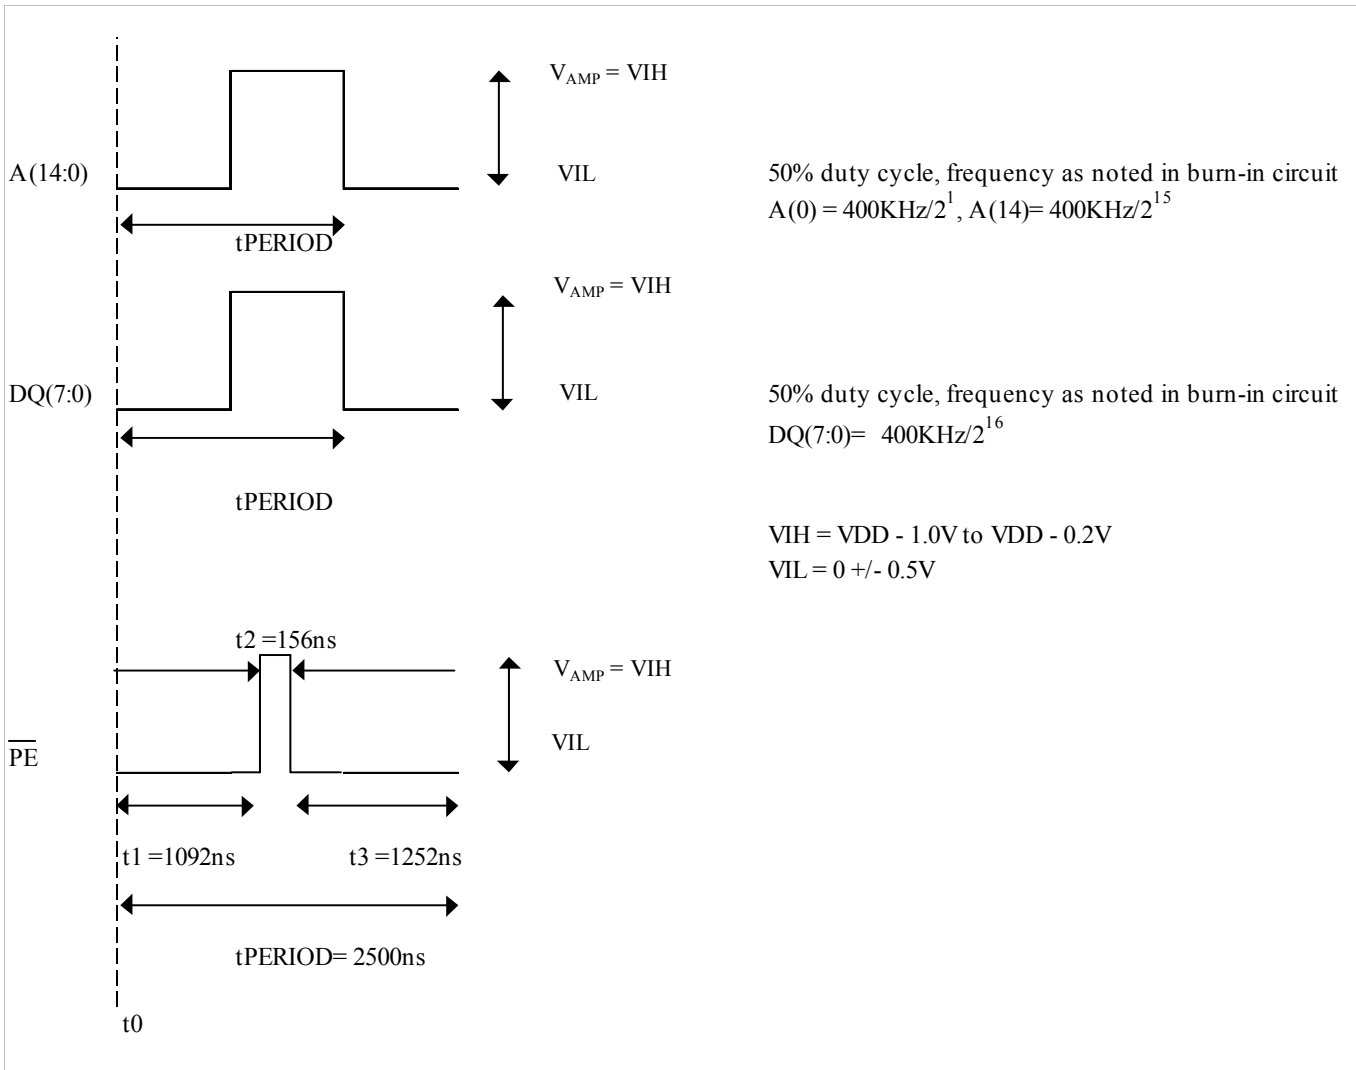 V_AMP = VIH
A(14:0)
VIL
50% duty cycle, frequency as noted in burn-in circuit
A(0) = 400KHz/2^1, A(14)= 400KHz/2^15
tPERIOD
V_AMP = VIH
DQ(7:0)
VIL
50% duty cycle, frequency as noted in burn-in circuit
DQ(7:0)= 400KHz/2^16
tPERIOD
VIH = VDD - 1.0V to VDD - 0.2V
VIL = 0 +/- 0.5V
t2 =156ns
V_AMP = VIH
P̅E̅
VIL
t1 =1092ns
t3 =1252ns
tPERIOD= 2500ns
t0